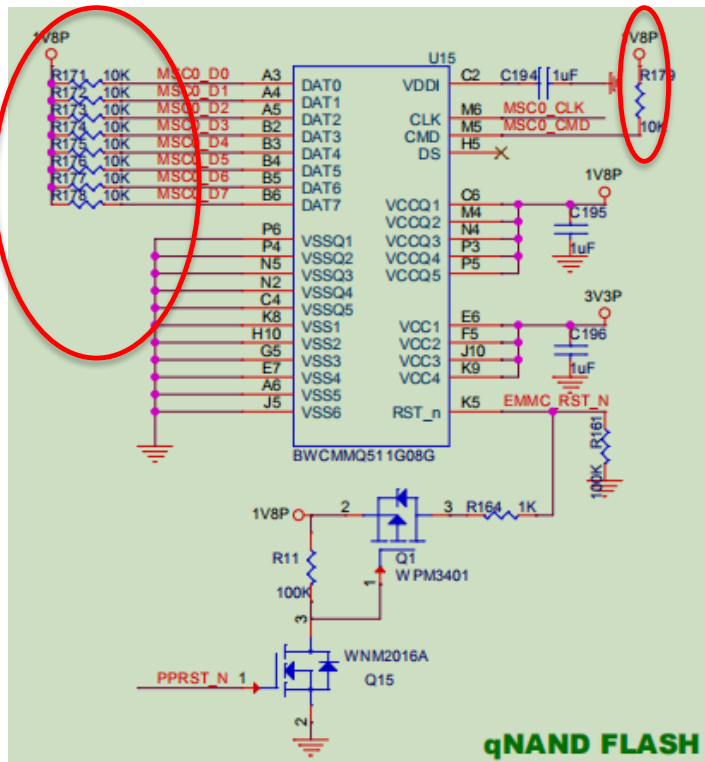 1V8P
R171 10K MSC0_D0 A3 DAT0
R172 10K MSC0_D1 A4 DAT1
R173 10K MSC0_D2 A5 DAT2
R174 10K MSC0_D3 B2 DAT3
R175 10K MSC0_D4 B3 DAT4
R176 10K MSC0_D5 B4 DAT5
R177 10K MSC0_D6 B5 DAT6
R178 10K MSC0_D7 B6 DAT7
P6 VSSQ1
P4 VSSQ2
N5 VSSQ3
N2 VSSQ4
C4 VSSQ5
K8 VSS1
H10 VSS2
G5 VSS3
E7 VSS4
A6 VSS5
J5 VSS6
U15
1V8P
VDDI C2 C194 1uF R179
CLK M6 MSC0_CLK
CMD M5 MSC0_CMD 10K
DS H5
1V8P
VCCQ1 C6 C195
VCCQ2 M4
VCCQ3 N4 1uF
VCCQ4 P3
VCCQ5 P5
3V3P
VCC1 E6 C196
VCC2 F5
VCC3 J10 1uF
VCC4 K9
RST_n K5 EMMC_RST_N
R161
100K
BWCMMQ511G08G
1V8P 2 3 R164 1K
R11 Q1
1 WPM3401
100K
3
WNM2016A
PPRST_N 1 Q15
2
qNAND FLASH